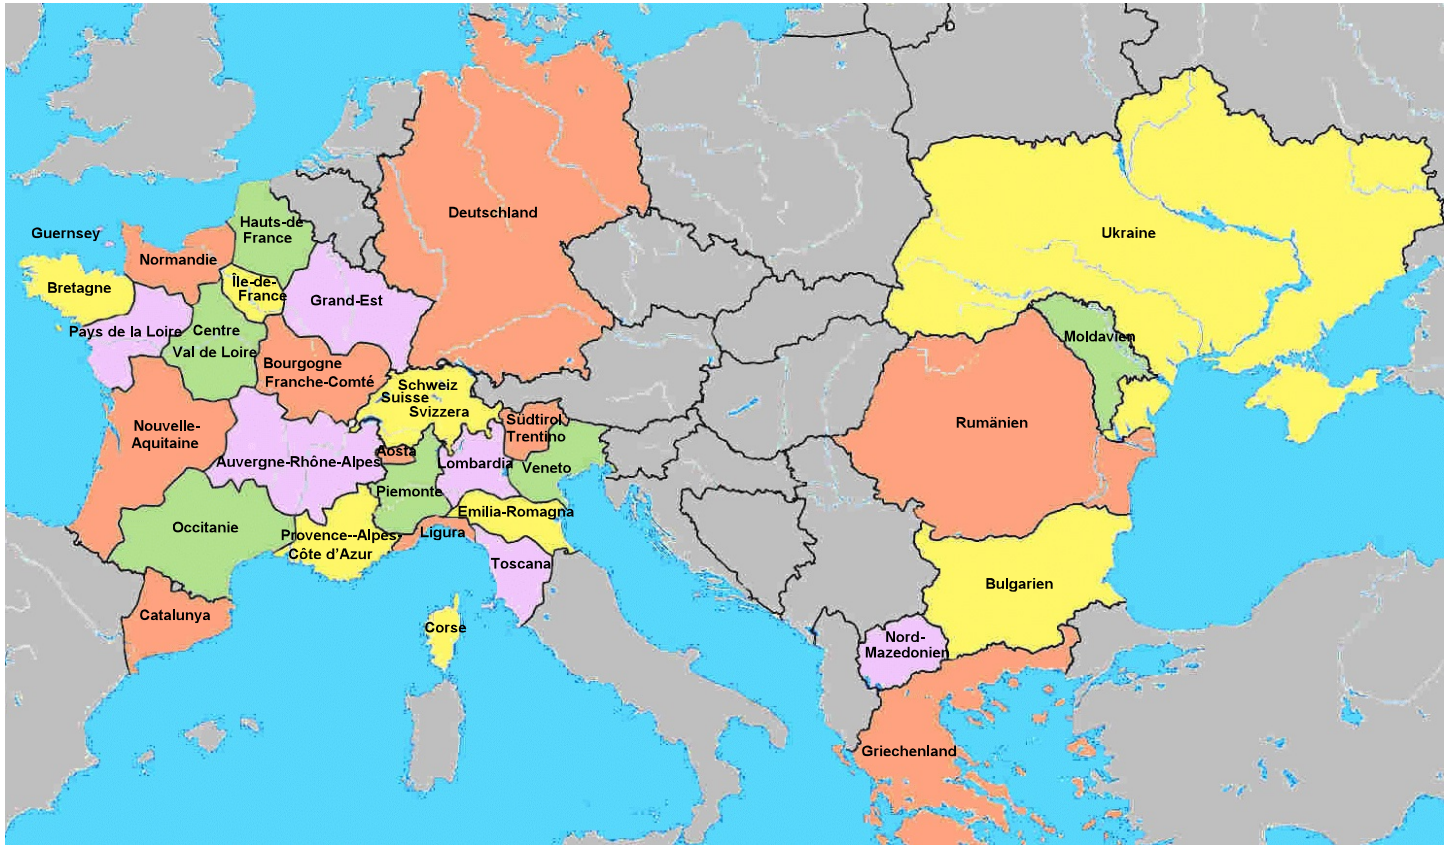 Deutschland
Hauts-de
France
Guernsey
Normandie
Ukraine
Bretagne
Île-de-
France
Grand-Est
Pays de la Loire
Centre
Val de Loire
Moldavien
Bourgogne
Franche-Comté
Schweiz
Suisse
Svizzera
Südtirol
Trentino
Rumänien
Nouvelle-
Aquitaine
Aosta
Auvergne-Rhône-Alpes
Lombardia
Veneto
Piemonte
Emilia-Romagna
Occitanie
Provence--Alpes-
Côte d'Azur
Ligura
Toscana
Bulgarien
Catalunya
Corse
Nord-
Mazedonien
Griechenland